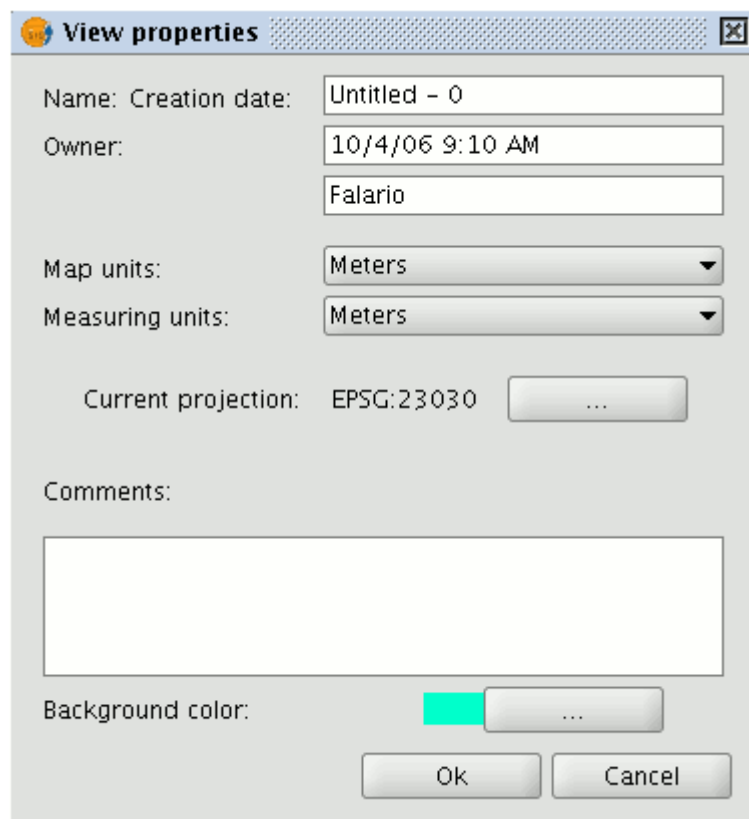 View properties
Name: Creation date: Untitled - 0
Owner: 10/4/06 9:10 AM
Falario
Map units: Meters
Measuring units: Meters
Current projection: EPSG:23030 ...
Comments:
Background color: ...
Ok Cancel